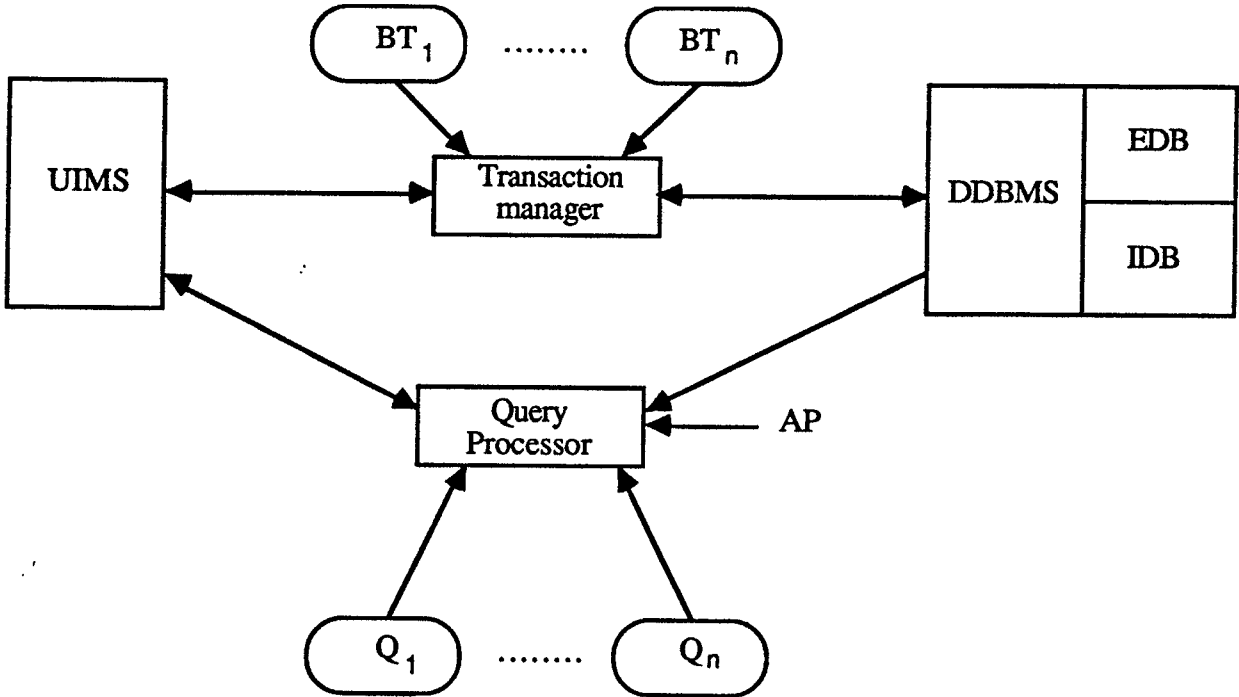 BT1 ........ BTn
UIMS
Transaction
manager
DDBMS
EDB
IDB
Query
Processor
AP
Q1 ........ Qn